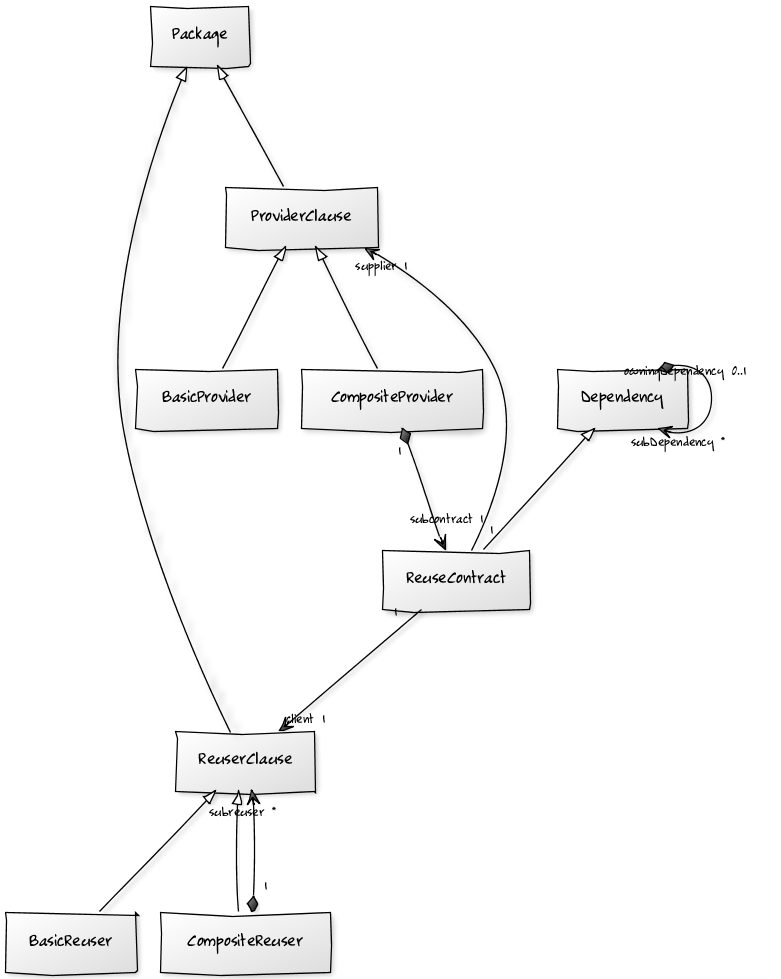 Package
ProviderClause
supplier 1
BasicProvider
CompositeProvider
owningDependency 0..1
Dependency
subDependency *
1
subcontract 1
1
ReuseContract
1
client 1
ReuserClause
subreuser *
1
BasicReuser
CompositeReuser